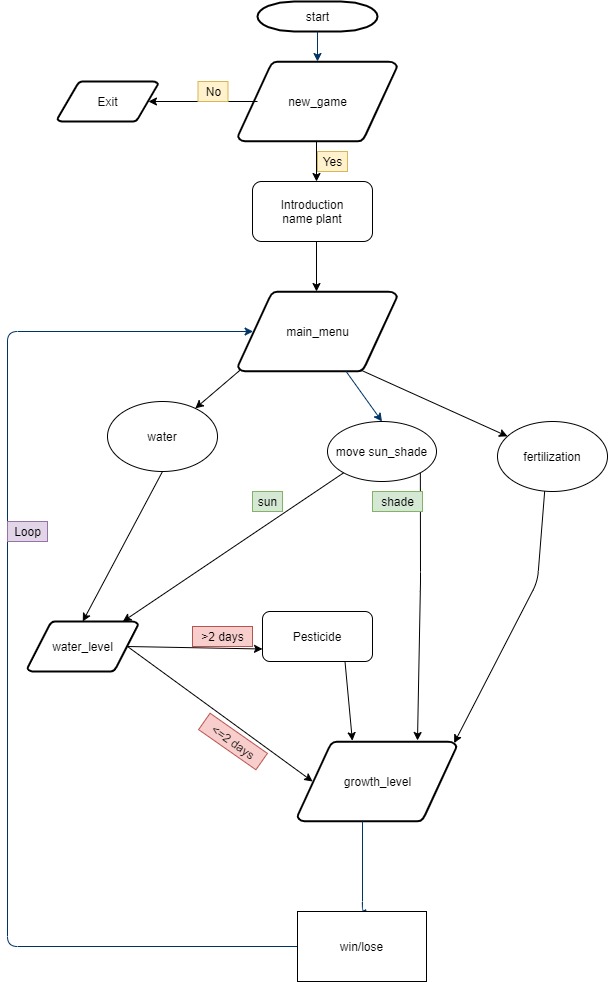 start
new_game
No
Exit
Yes
Introduction
name plant
main_menu
water
move sun_shade
fertilization
sun
shade
Loop
water_level
>2 days
Pesticide
<=2 days
growth_level
win/lose